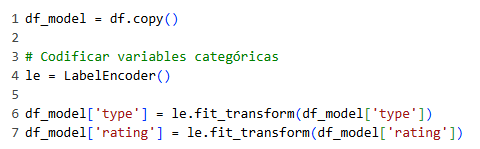 1 df_model = df.copy()
2
3 # Codificar variables categóricas
4 le = LabelEncoder()
5
6 df_model['type'] = le.fit_transform(df_model['type'])
7 df_model['rating'] = le.fit_transform(df_model['rating'])